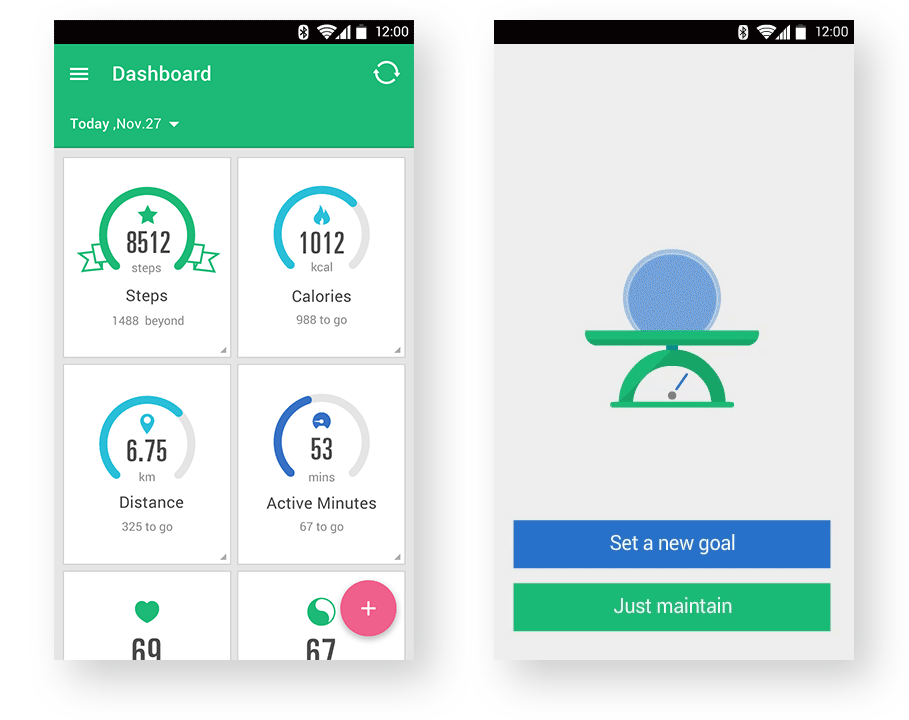 12:00
Dashboard
Today ,Nov.27
8512
steps
Steps
1488 beyond
1012
kcal
Calories
988 to go
6.75
km
Distance
325 to go
53
mins
Active Minutes
67 to go
69
67
+
12:00
Set a new goal
Just maintain